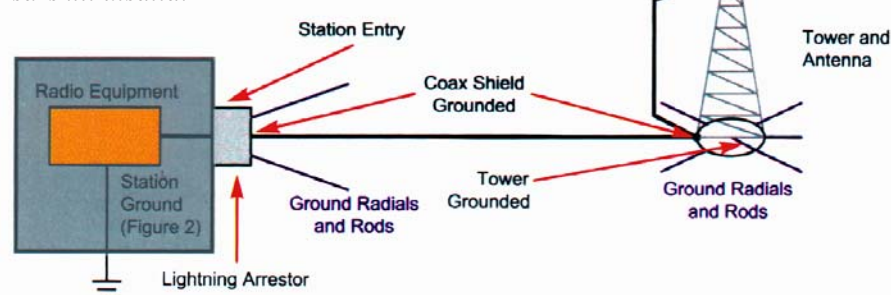 Station Entry
Tower and
Antenna
Radio Equipment
Coax Shield
Grounded
Station
Ground
(Figure 2)
Tower
Grounded
Ground Radials
and Rods
Ground Radials
and Rods
Lightning Arrestor